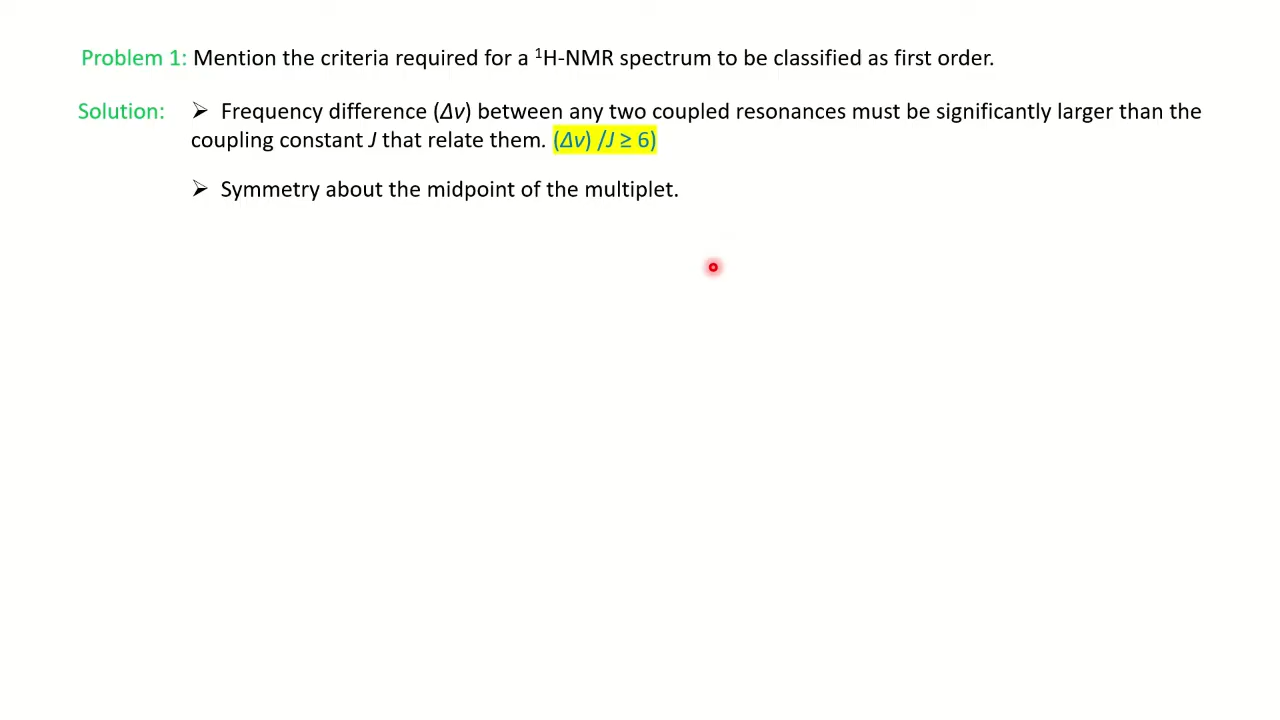 Problem 1: Mention the criteria required for a ¹H-NMR spectrum to be classified as first order.
Solution: ➢ Frequency difference (Δν) between any two coupled resonances must be significantly larger than the
coupling constant J that relate them. (Δν) /J ≥ 6)
➢ Symmetry about the midpoint of the multiplet.